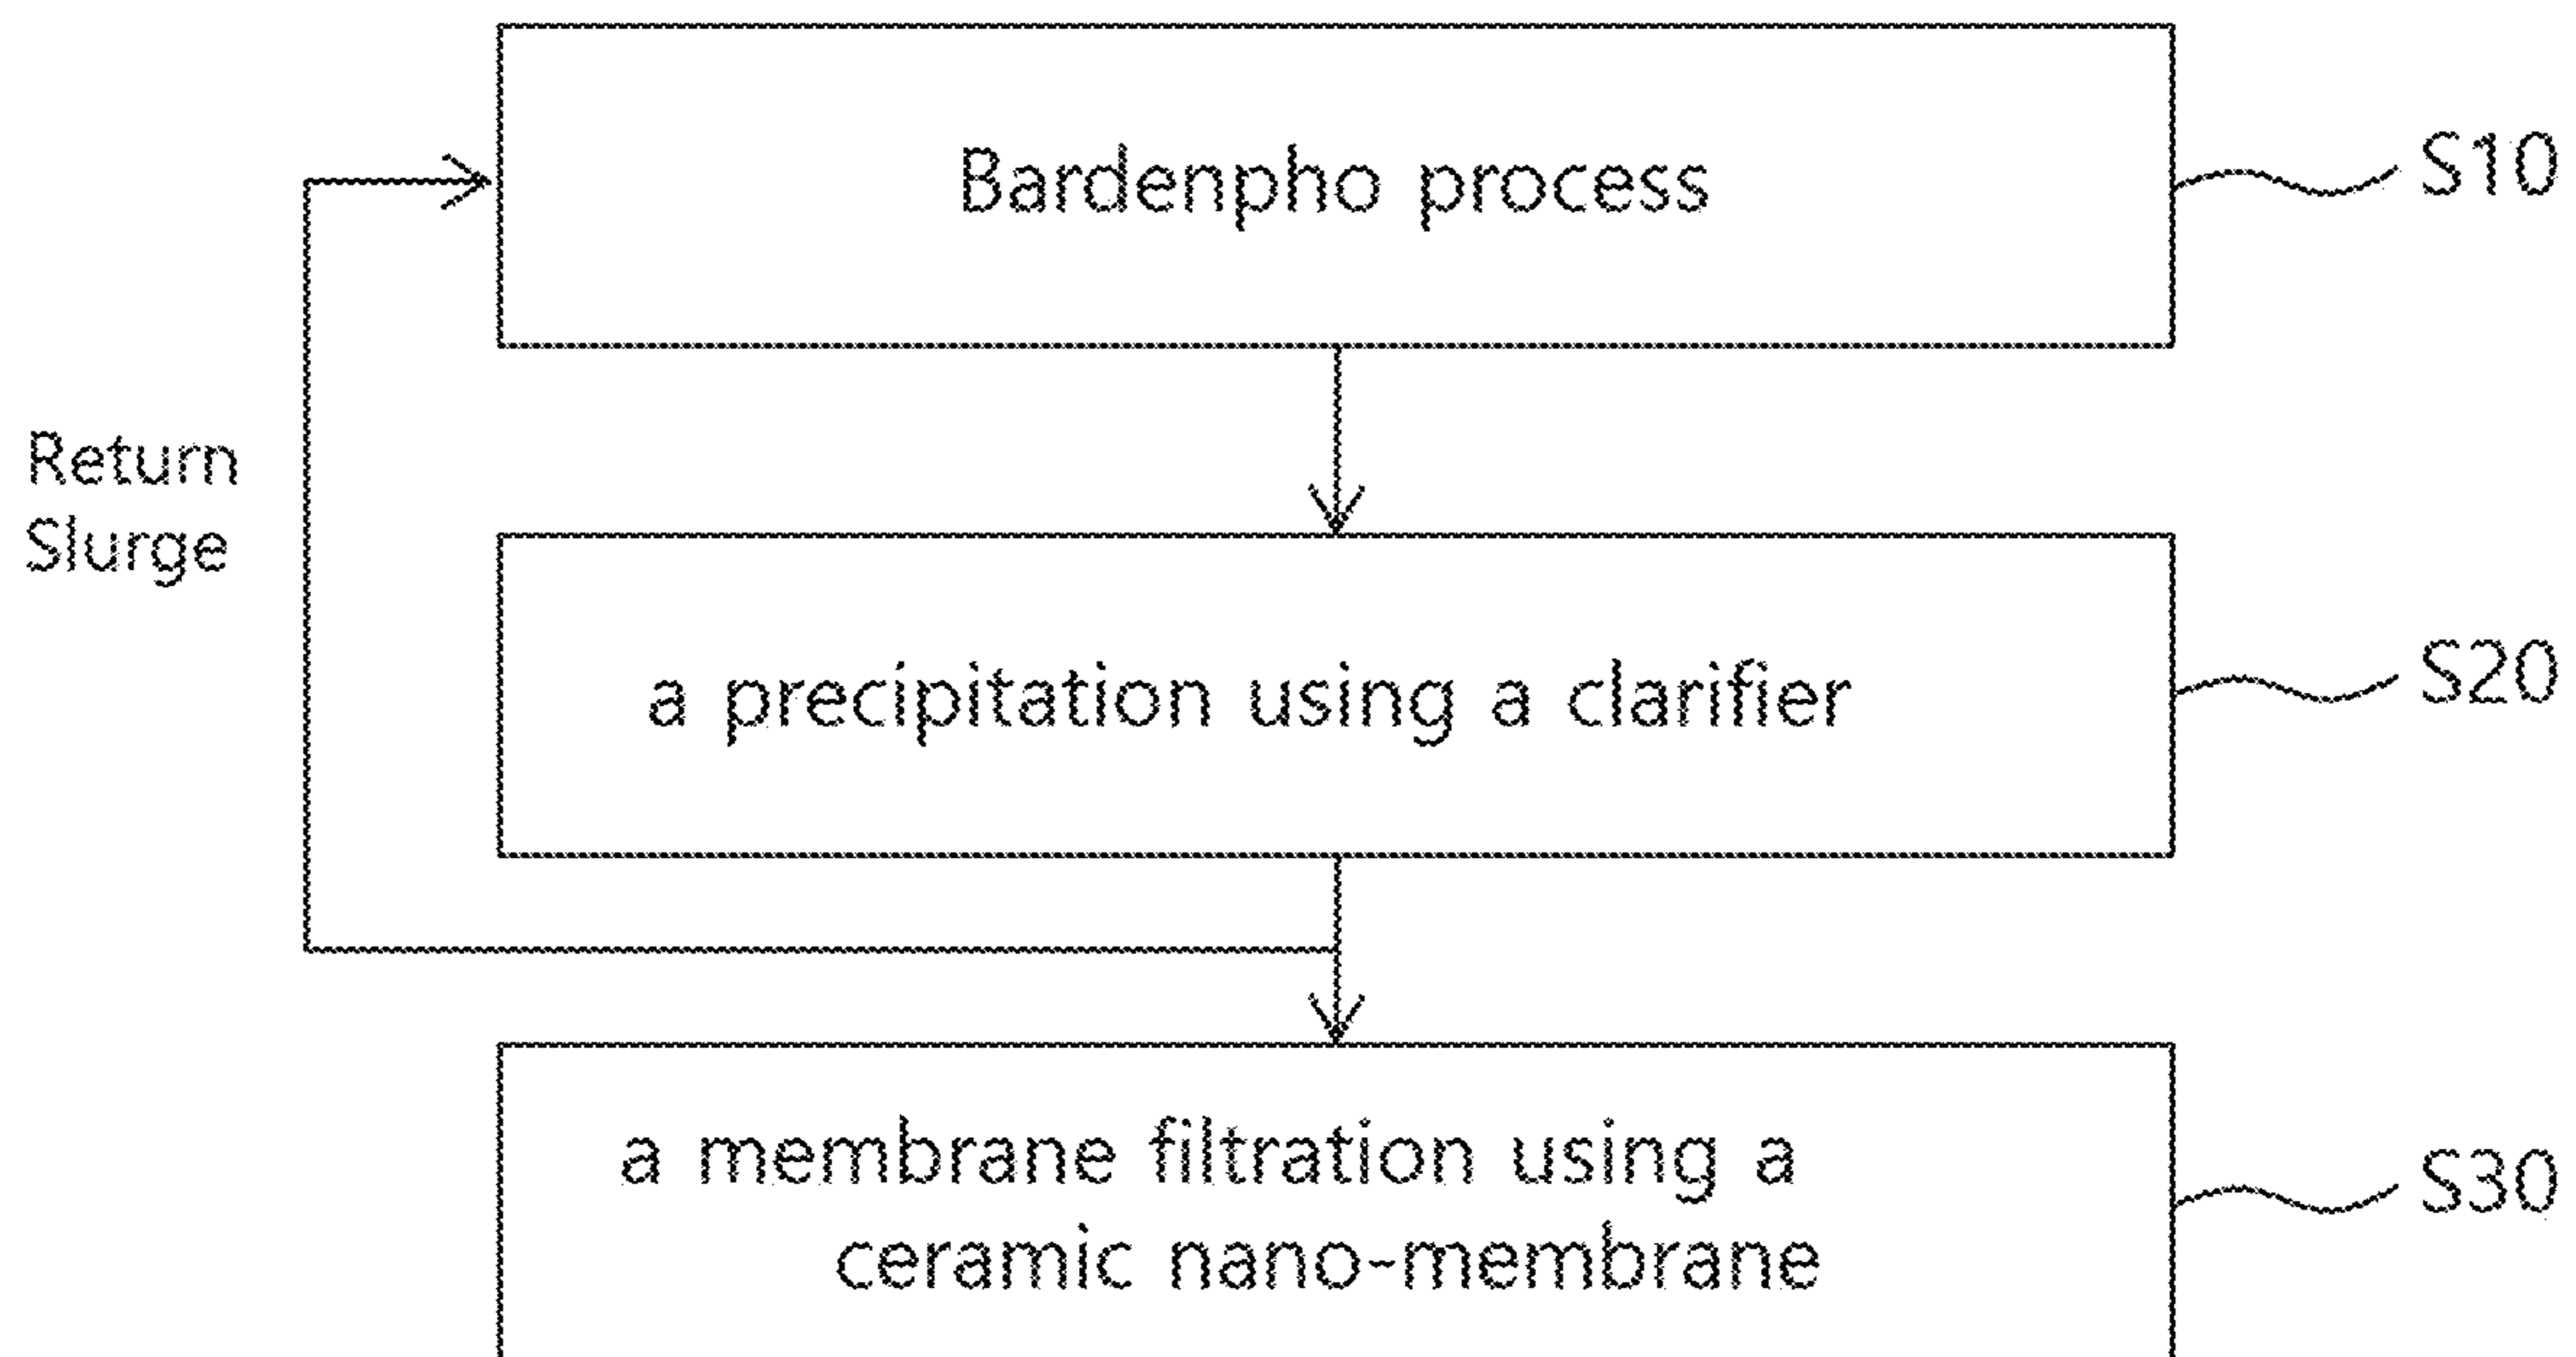 Bardenpho process
S10
Return
Slurge
a precipitation using a clarifier
S20
a membrane filtration using a
ceramic nano-membrane
S30